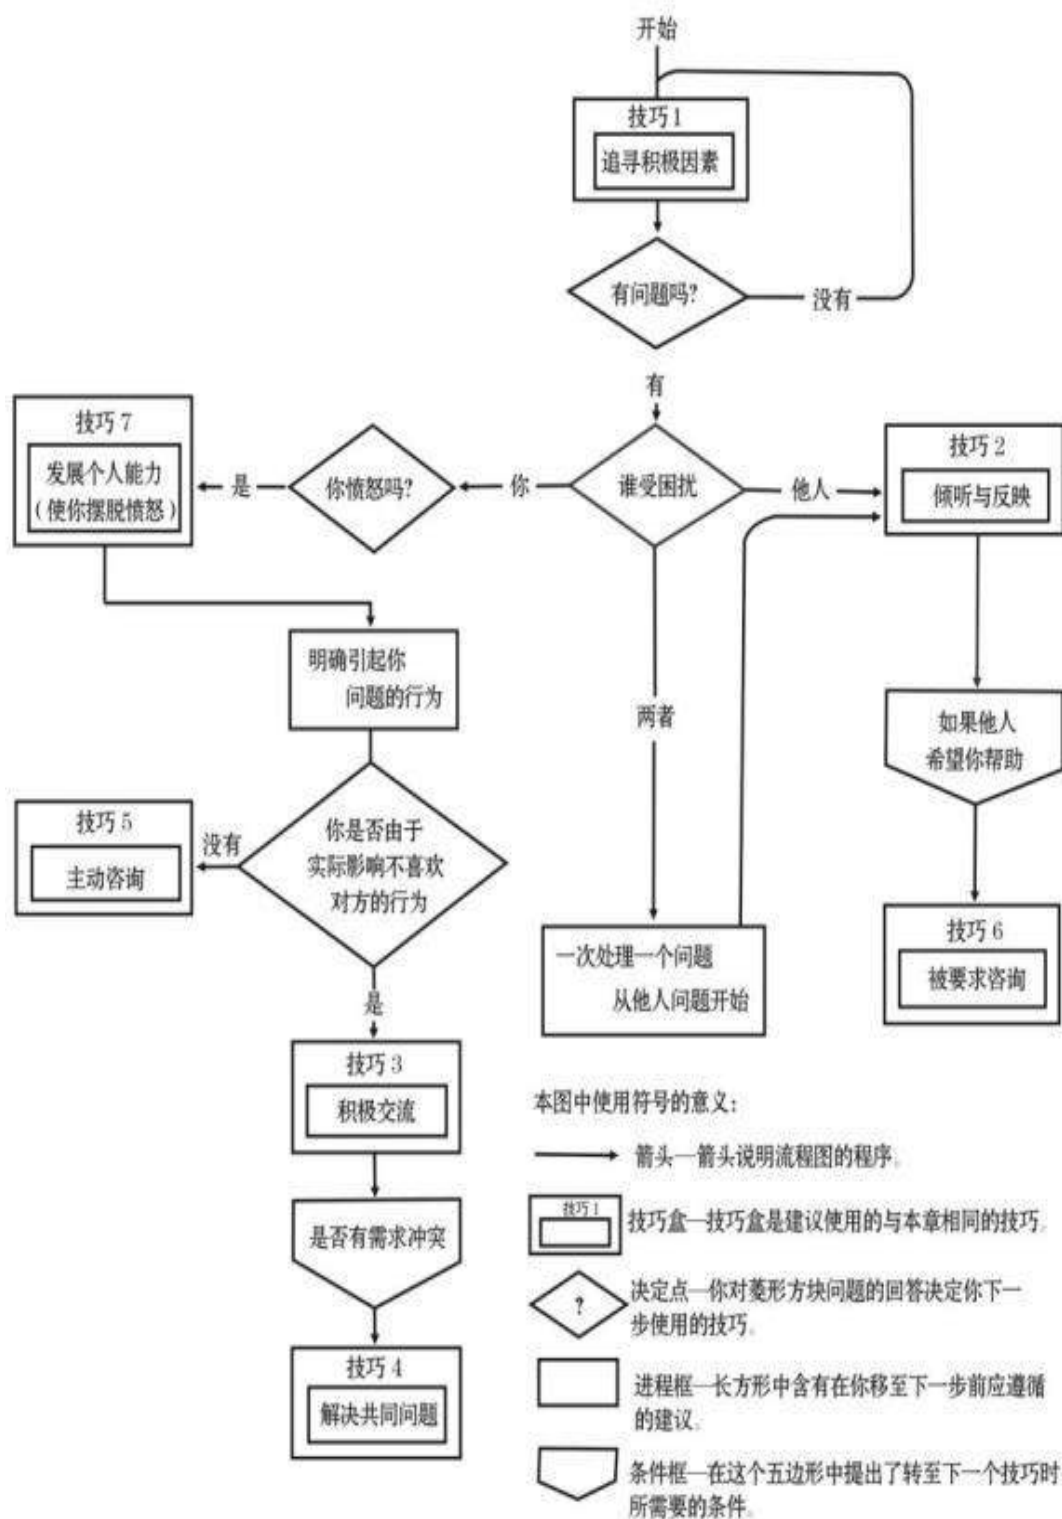 开始
技巧 1
追寻积极因素
有问题吗?
没有
有
技巧 7
发展个人能力
(使你摆脱愤怒)
是
你愤怒吗?
你
谁受困扰
他人
技巧 2
倾听与反映
明确引起你
问题的行为
两者
如果他人
希望你帮助
技巧 5
主动咨询
没有
你是否由于
实际影响不喜欢
对方的行为
一次处理一个问题
从他人问题开始
技巧 6
被要求咨询
是
技巧 3
积极交流
是否有需求冲突
技巧 4
解决共同问题
本图中使用符号的意义:
箭头—箭头说明流程图的程序。
技巧 1
技巧盒—技巧盒是建议使用的与本章相同的技巧。
?
决定点—你对菱形方块问题的回答决定你下一
步使用的技巧。
进程框—长方形中含有在你移至下一步前应遵循
的建议。
条件框—在这个五边形中提出了转至下一个技巧时
所需要的条件。